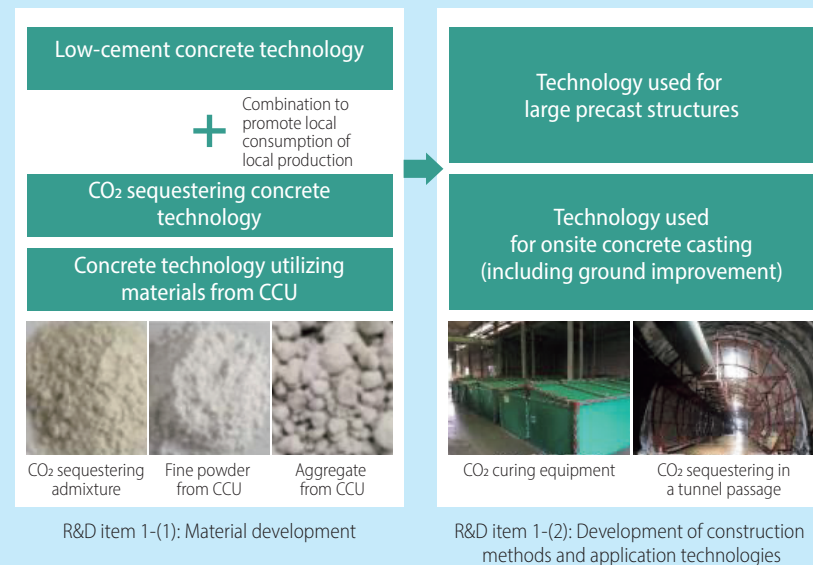 Low-cement concrete technology
+
Combination to
promote local
consumption of
local production
CO₂ sequestering concrete
technology
Concrete technology utilizing
materials from CCU
CO₂ sequestering
admixture
Fine powder
from CCU
Aggregate
from CCU
R&D item 1-(1): Material development
Technology used for
large precast structures
Technology used
for onsite concrete casting
(including ground improvement)
CO₂ curing equipment
CO₂ sequestering in
a tunnel passage
R&D item 1-(2): Development of construction
methods and application technologies